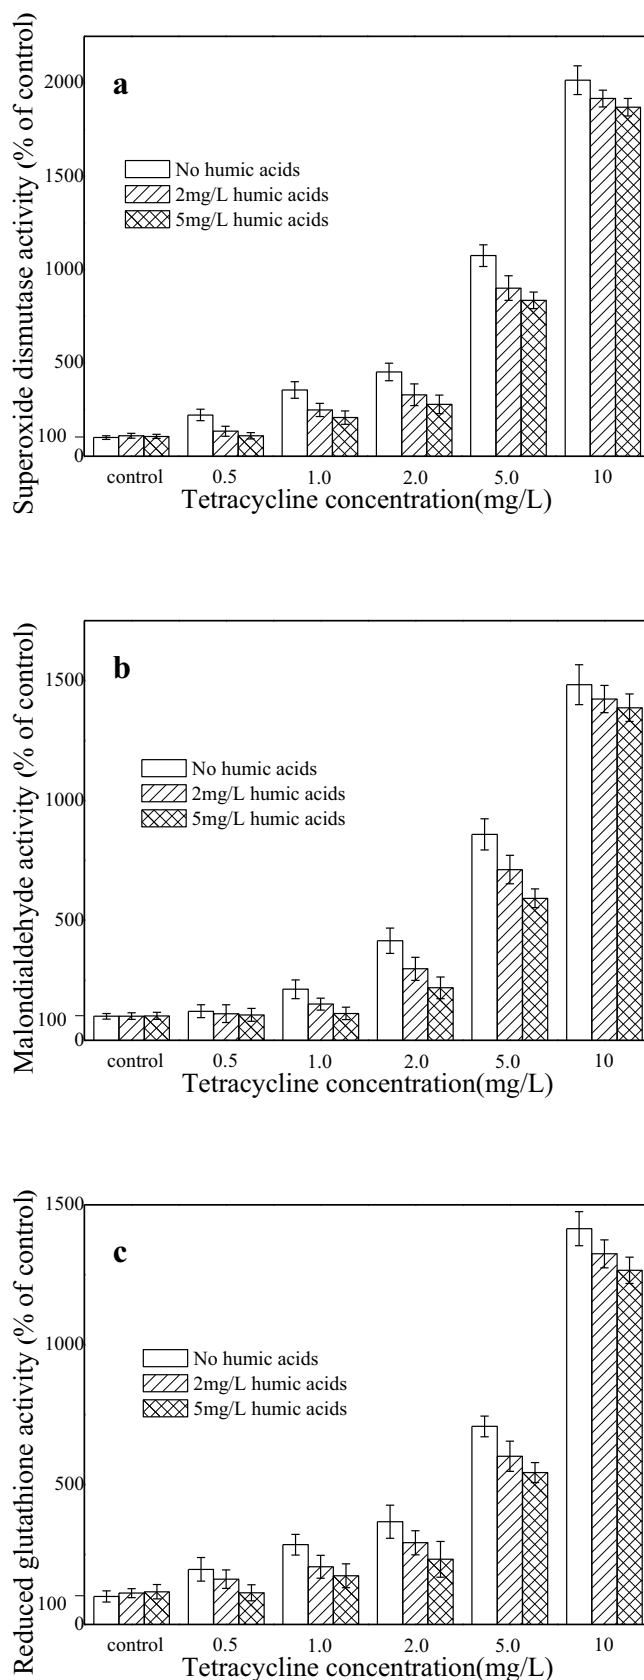 Superoxide dismutase activity (% of control)
2000
1500
1000
500
100
0
a
No humic acids
2mg/L humic acids
5mg/L humic acids
control 0.5 1.0 2.0 5.0 10
Tetracycline concentration(mg/L)
Malondialdehyde activity (% of control)
1500
1000
500
100
0
b
No humic acids
2mg/L humic acids
5mg/L humic acids
control 0.5 1.0 2.0 5.0 10
Tetracycline concentration(mg/L)
Reduced glutathione activity (% of control)
1500
1000
500
100
0
c
No humic acids
2mg/L humic acids
5mg/L humic acids
control 0.5 1.0 2.0 5.0 10
Tetracycline concentration(mg/L)